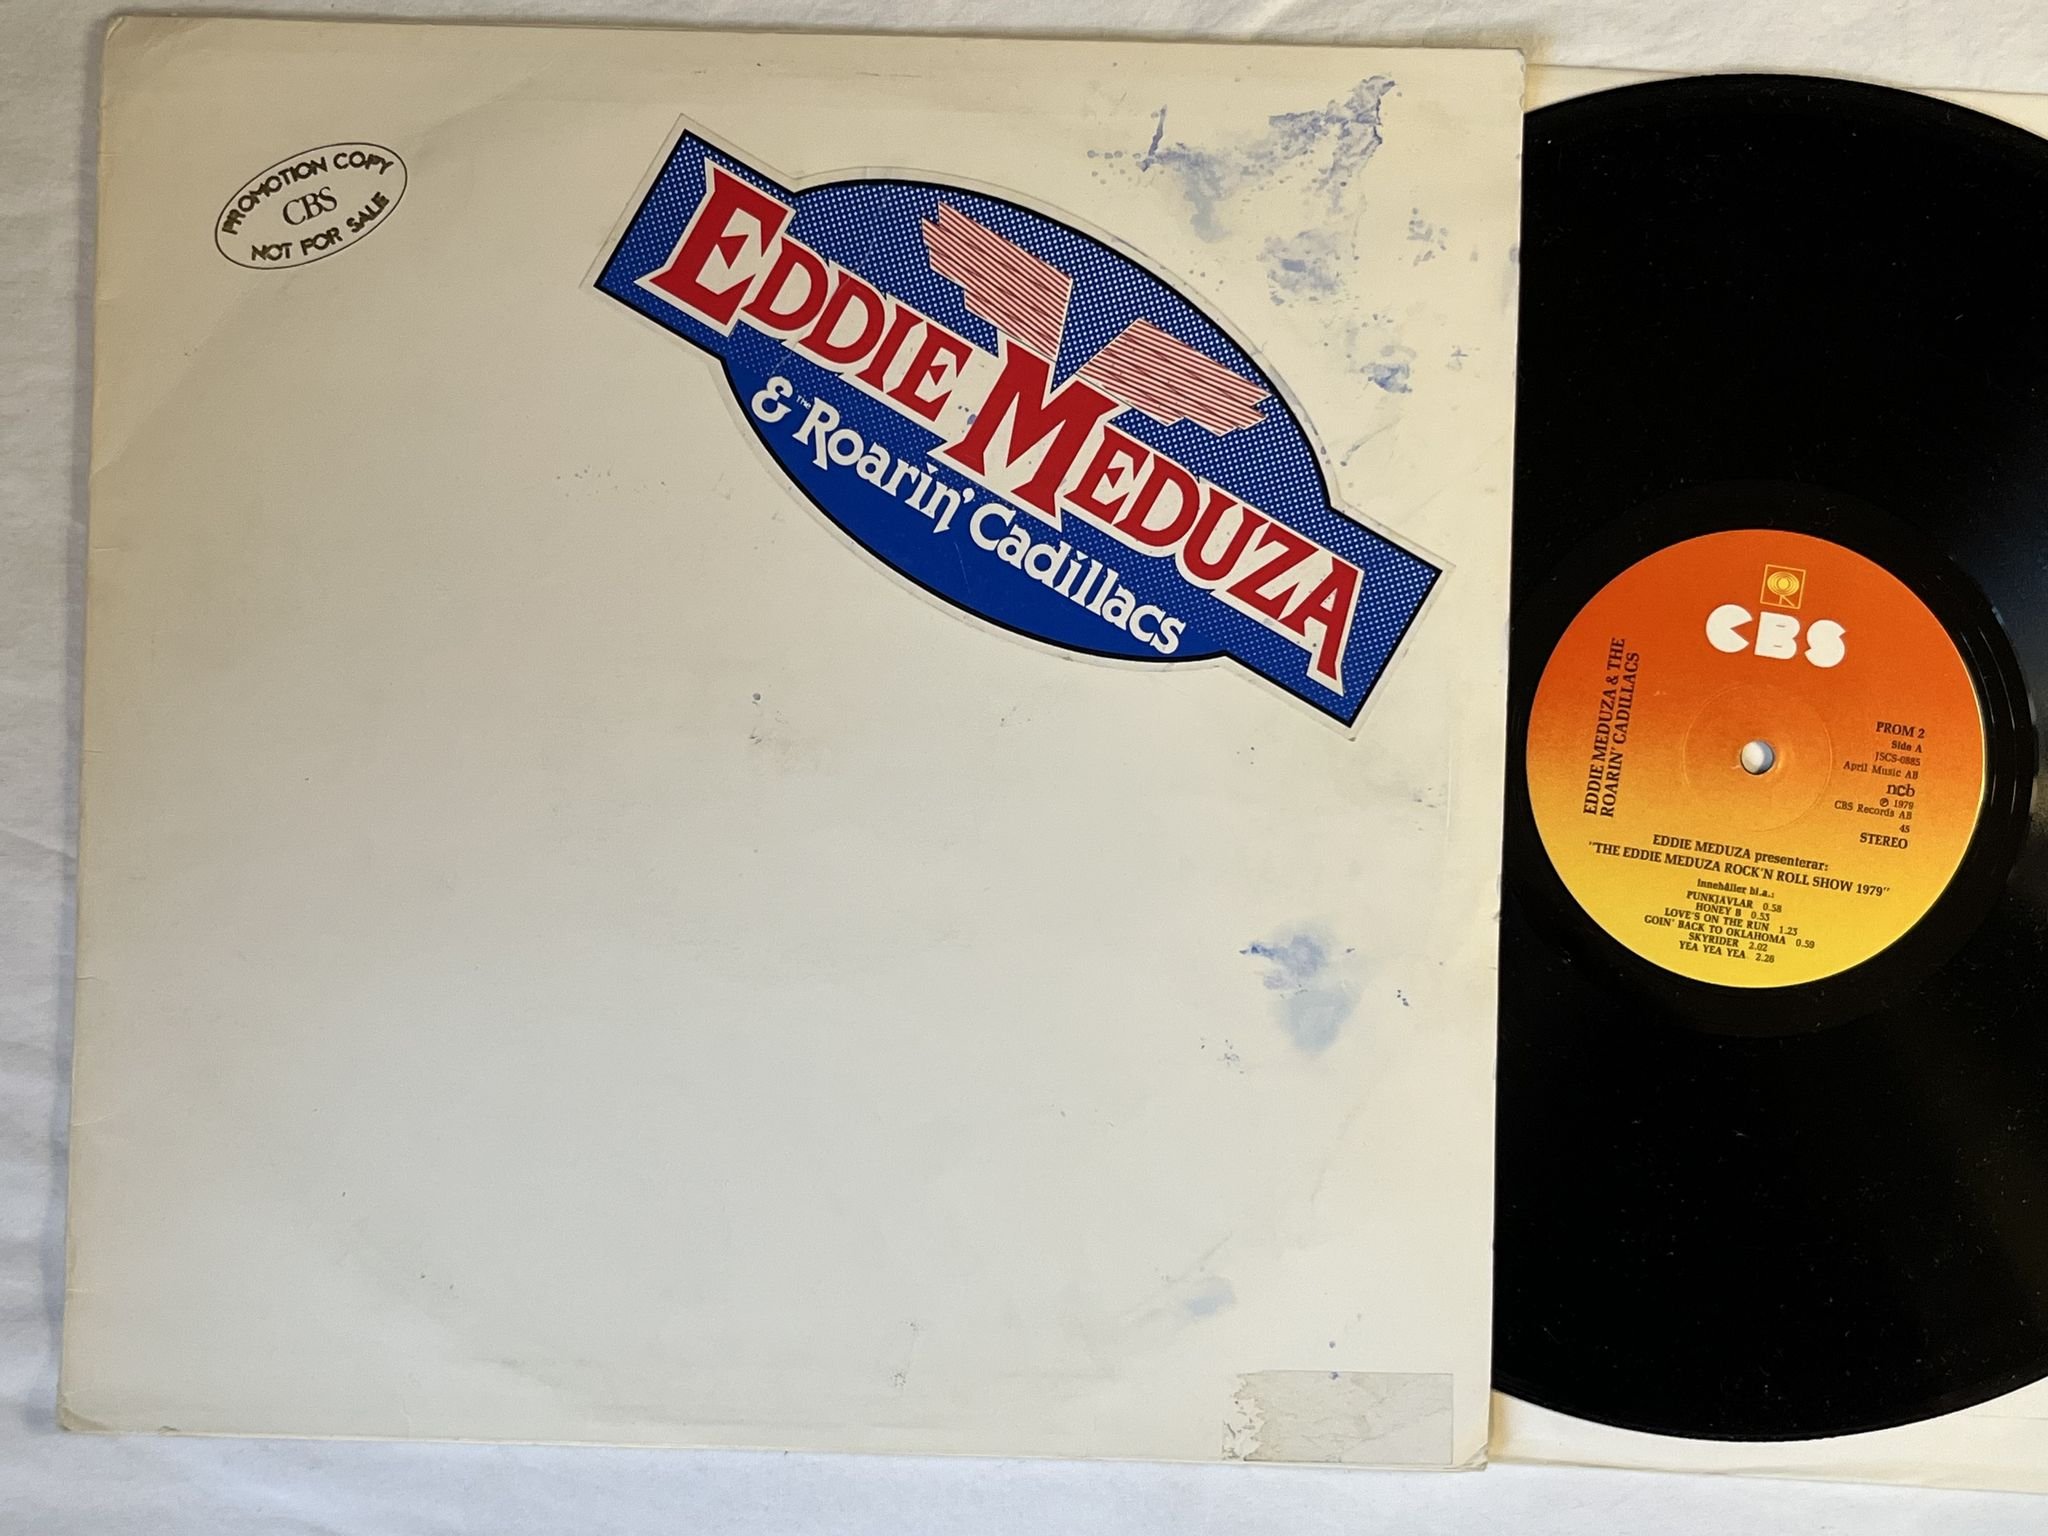 PROMOTION COPY
CBS
NOT FOR SALE
EDDIE MEDUZA
& THE ROARIN' CADILLACS
CBS
EDDIE MEDUZA & THE
ROARIN' CADILLACS
PROM 2
Side A
JSCS-0885
April Music AB
ncb
℗ 1979
CBS Records AB
45
STEREO
EDDIE MEDUZA presenterar:
"THE EDDIE MEDUZA ROCK'N ROLL SHOW 1979"
innehåller bl.a.:
PUNKJAVLAR 0.58
HONEY B 0.53
LOVE'S ON THE RUN 1.23
GOIN' BACK TO OKLAHOMA 0.59
SKYRIDER 2.02
YEA YEA YEA 2.28